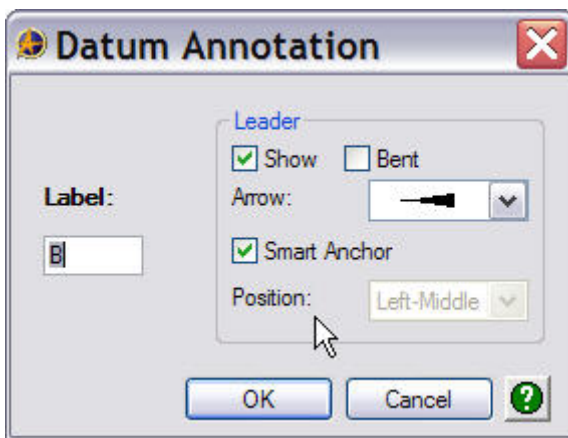 Datum Annotation
Leader
Show Bent
Label:
Arrow:
B
Smart Anchor
Position: Left-Middle
OK Cancel ?